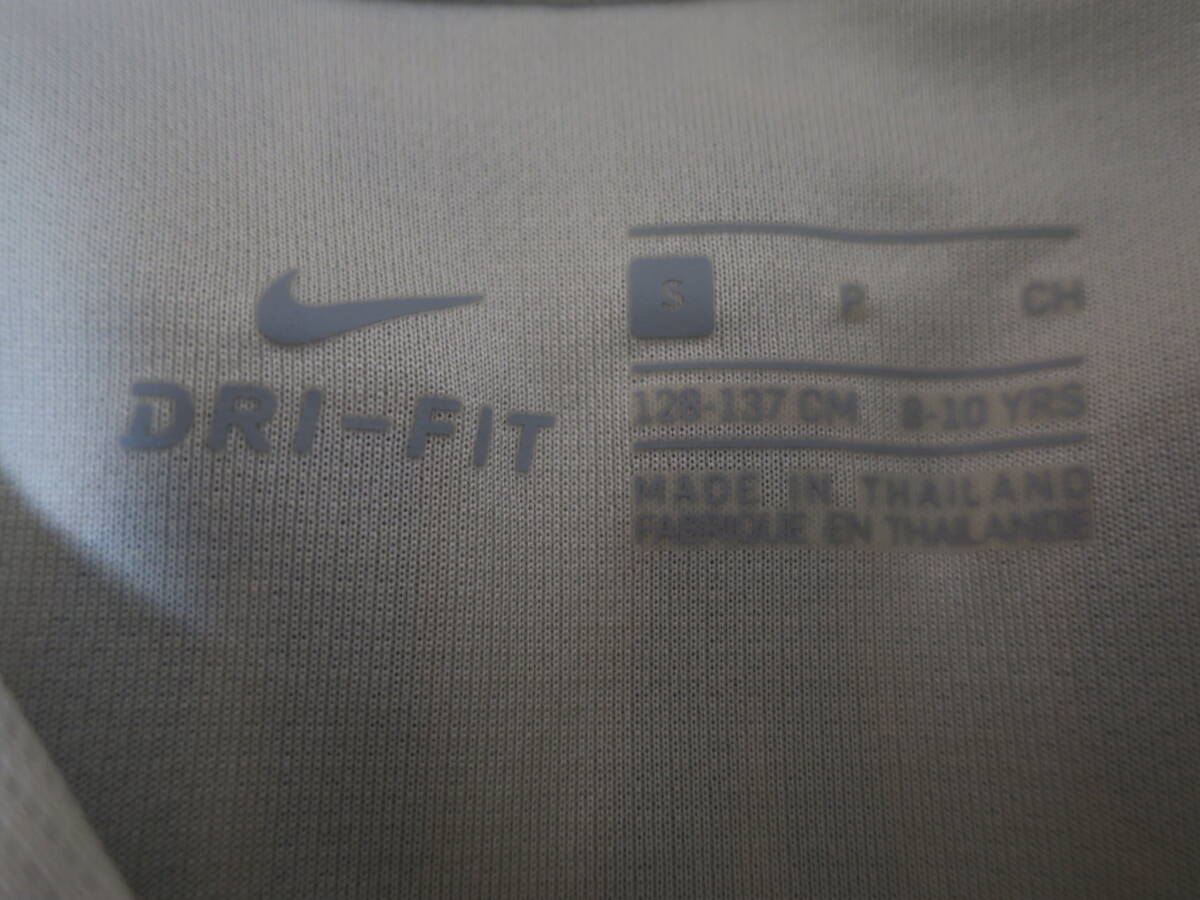 DRI-FIT
S P CH
128-137 CM 8-10 YRS
MADE IN THAILAND
FABRIQUE EN THAILANDE